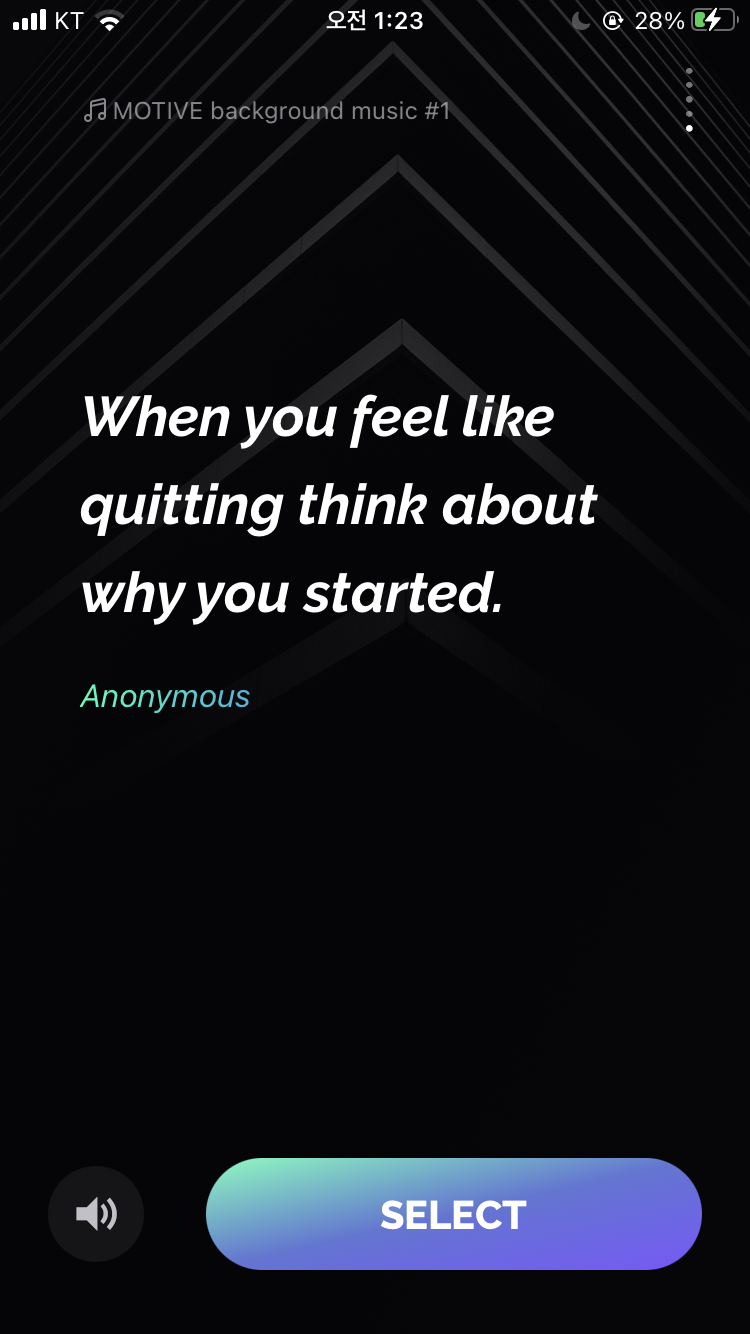 KT 오전 1:23 28%
MOTIVE background music #1
When you feel like
quitting think about
why you started.
Anonymous
SELECT